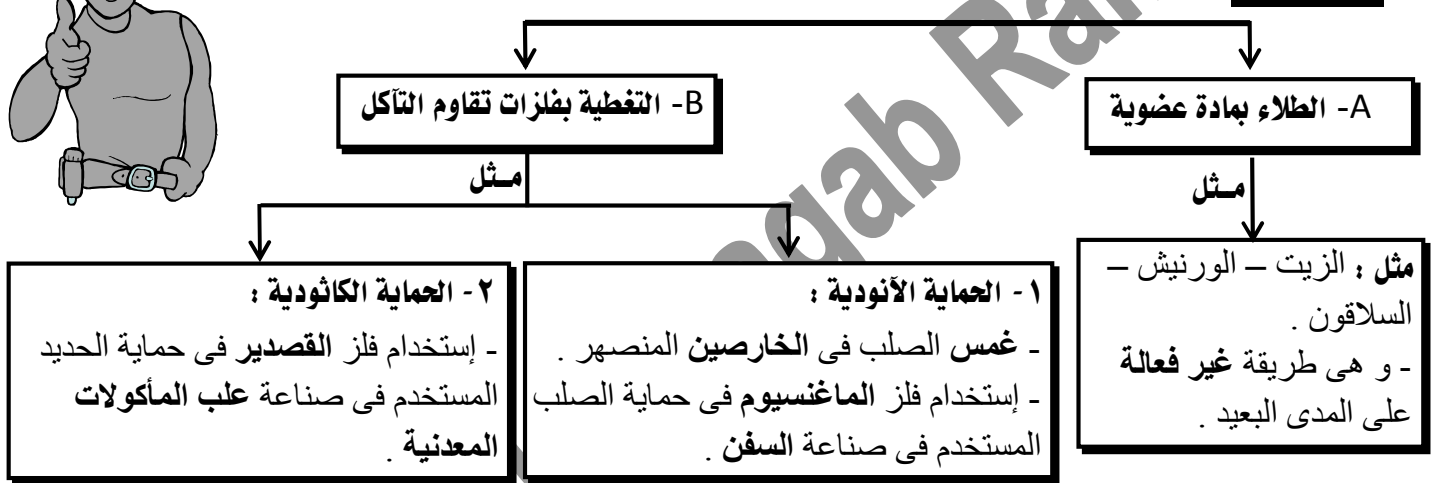 A- الطلاء بمادة عضوية
B- التغطية بفلزات تقاوم التآكل
مـثل
مـثل
مثل : الزيت – الورنيش –
السلاقون .
- و هى طريقة غير فعالة
على المدى البعيد .
١ - الحماية الآنودية :
- غمس الصلب فى الخارصين المنصهر .
- إستخدام فلز الماغنسيوم فى حماية الصلب
المستخدم فى صناعة السفن .
٢ - الحماية الكاثودية :
- إستخدام فلز القصدير فى حماية الحديد
المستخدم فى صناعة علب المأكولات
المعدنية .